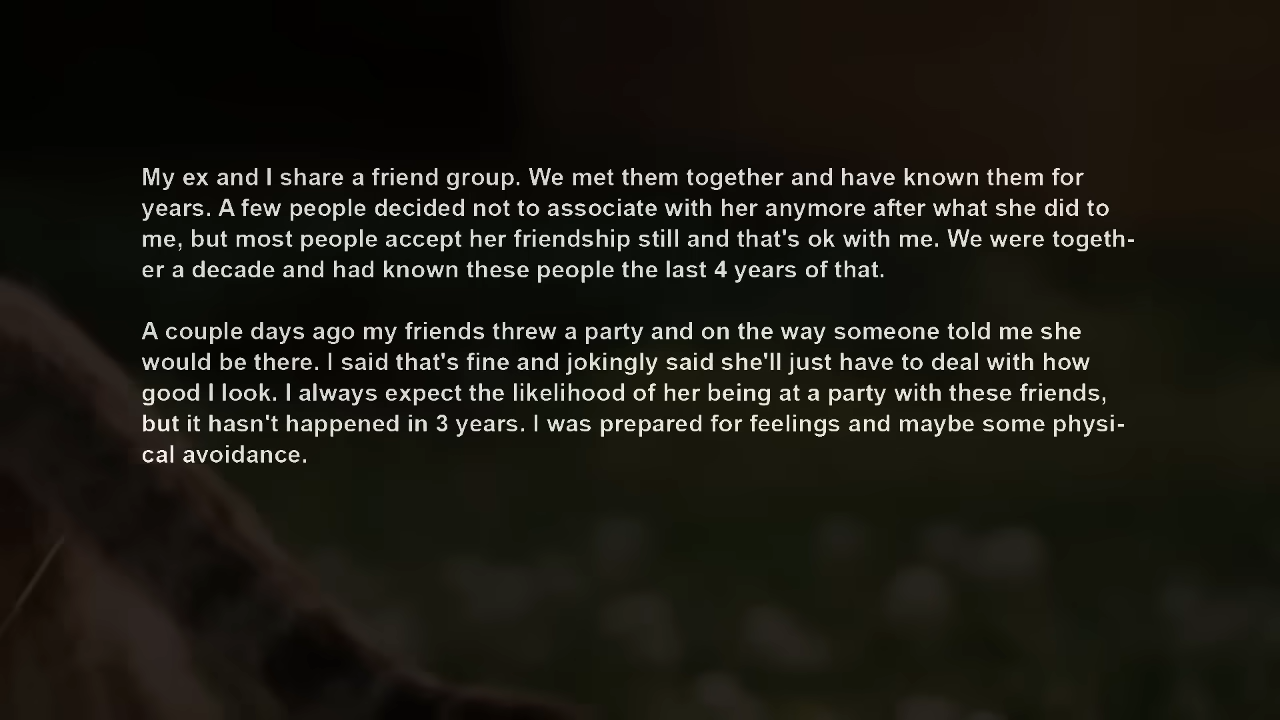 My ex and I share a friend group. We met them together and have known them for
years. A few people decided not to associate with her anymore after what she did to
me, but most people accept her friendship still and that's ok with me. We were togeth-
er a decade and had known these people the last 4 years of that.
A couple days ago my friends threw a party and on the way someone told me she
would be there. I said that's fine and jokingly said she'll just have to deal with how
good I look. I always expect the likelihood of her being at a party with these friends,
but it hasn't happened in 3 years. I was prepared for feelings and maybe some physi-
cal avoidance.